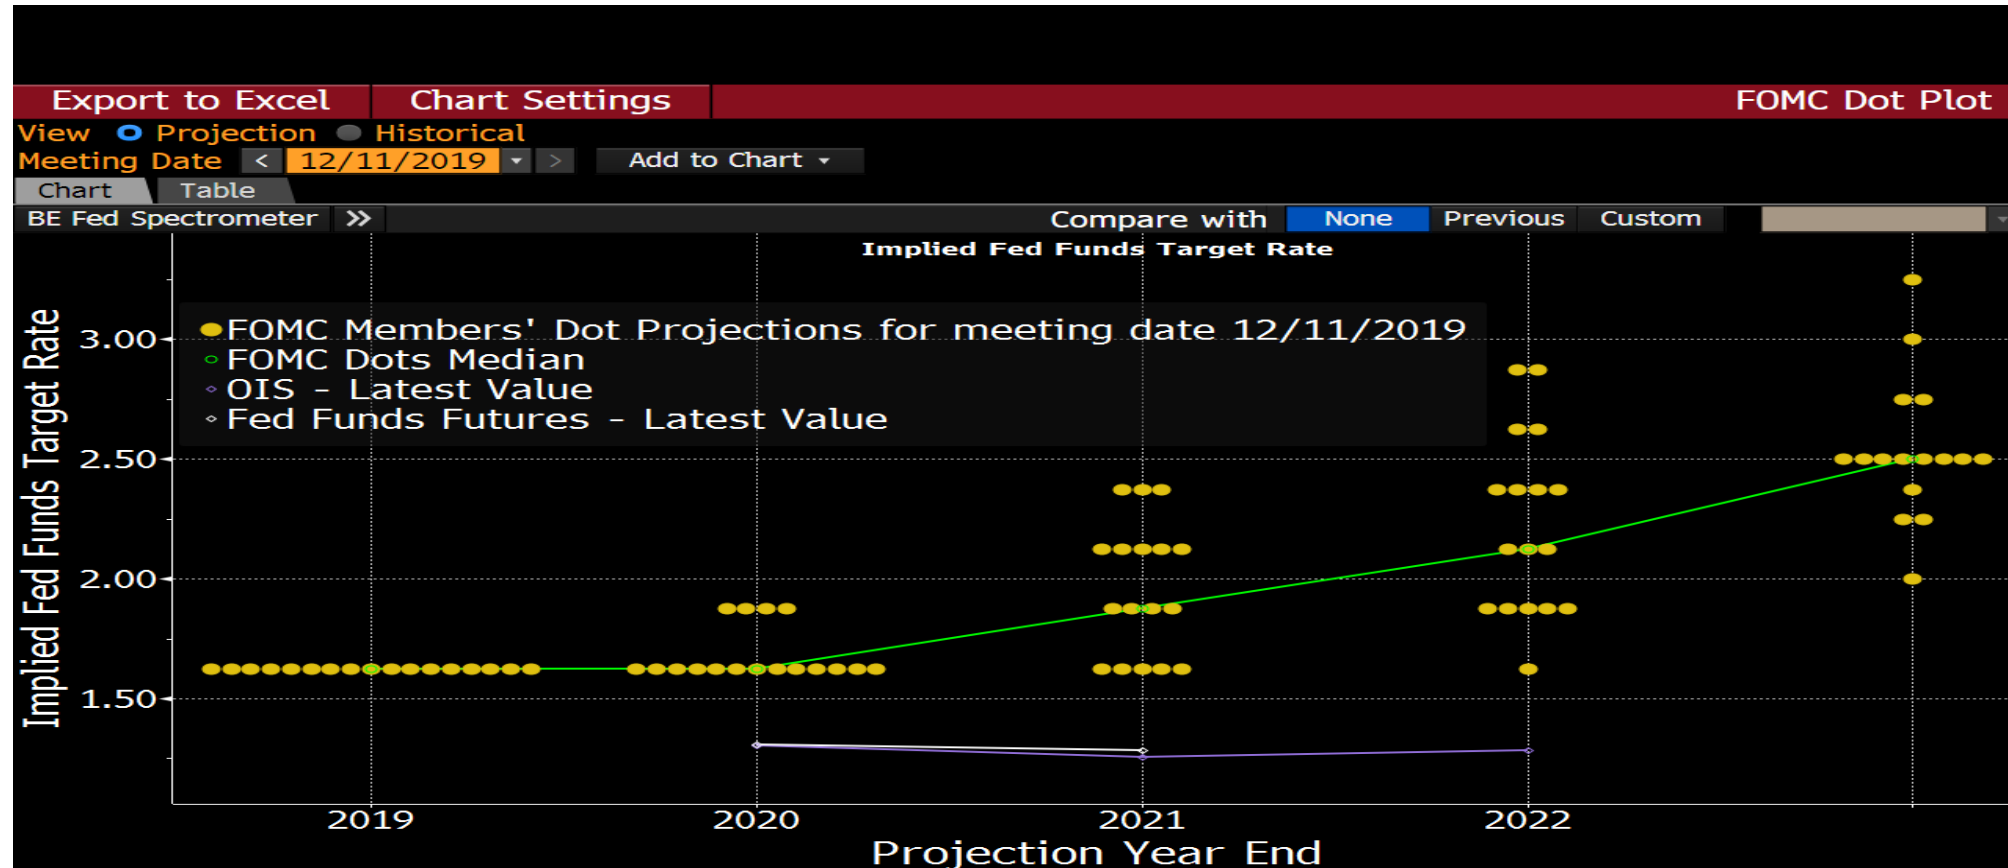 Export to Excel Chart Settings FOMC Dot Plot
View Projection Historical
Meeting Date < 12/11/2019 > Add to Chart
Chart Table
BE Fed Spectrometer >> Compare with None Previous Custom
Implied Fed Funds Target Rate
FOMC Members' Dot Projections for meeting date 12/11/2019
FOMC Dots Median
OIS - Latest Value
Fed Funds Futures - Latest Value
Implied Fed Funds Target Rate
3.00
2.50
2.00
1.50
2019 2020 2021 2022
Projection Year End